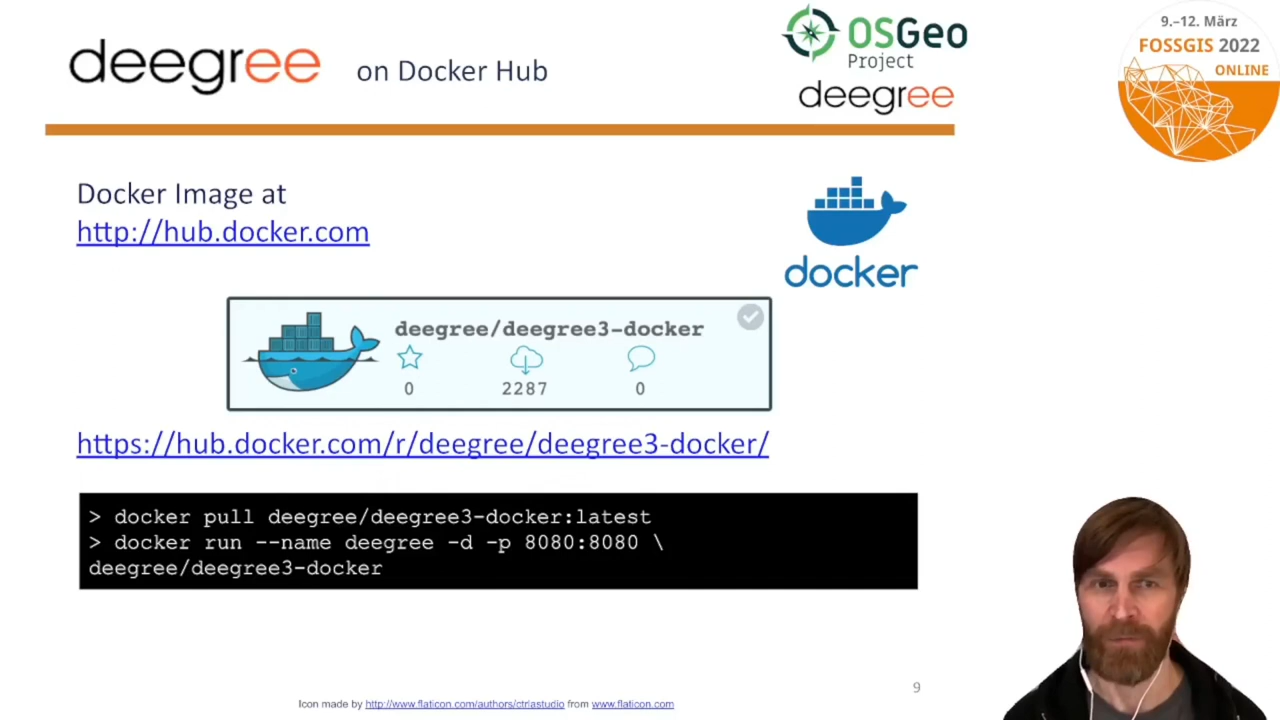 deegree on Docker Hub
OSGeo
Project
deegree
9.–12. März
FOSSGIS 2022
ONLINE
Docker Image at
http://hub.docker.com
docker
deegree/deegree3-docker
0 2287 0
https://hub.docker.com/r/deegree/deegree3-docker/
> docker pull deegree/deegree3-docker:latest
> docker run --name deegree -d -p 8080:8080 \
deegree/deegree3-docker
9
Icon made by http://www.flaticon.com/authors/ctrlastudio from www.flaticon.com